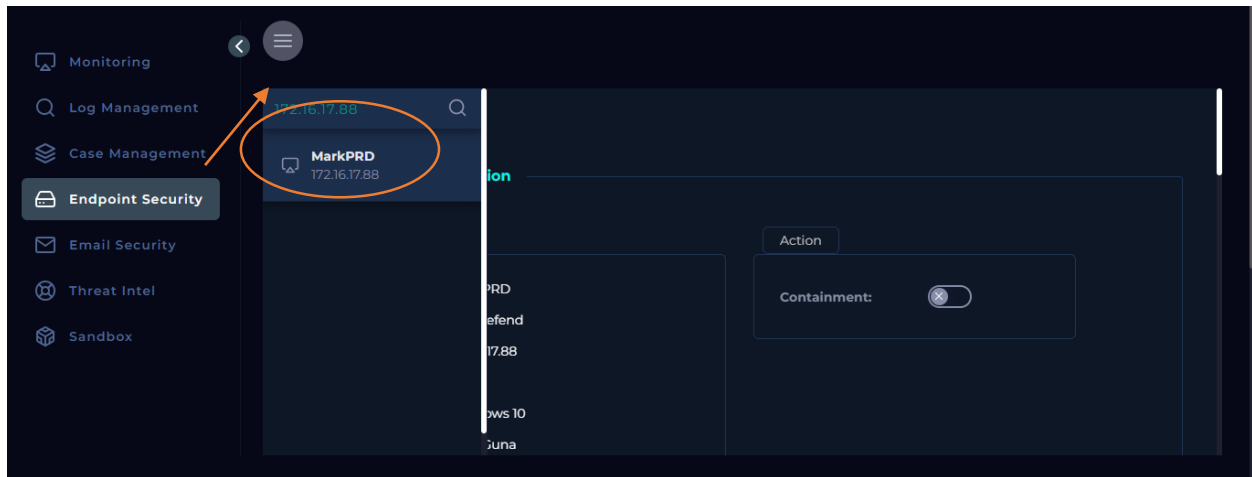 Monitoring
Log Management
Case Management
Endpoint Security
Email Security
Threat Intel
Sandbox
172.16.17.88
MarkPRD
172.16.17.88
ion
PRD
efend
17.88
ows 10
Guna
Action
Containment: